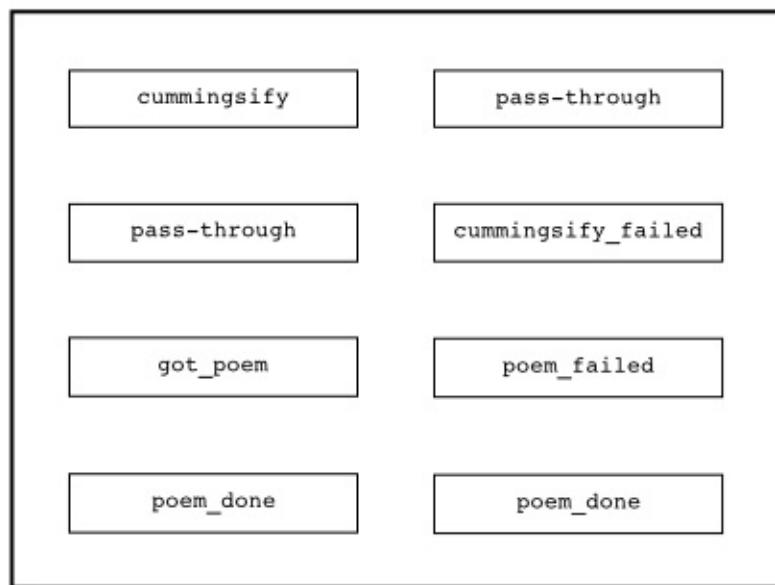 cummingsify
pass-through
pass-through
cummingsify_failed
got_poem
poem_failed
poem_done
poem_done